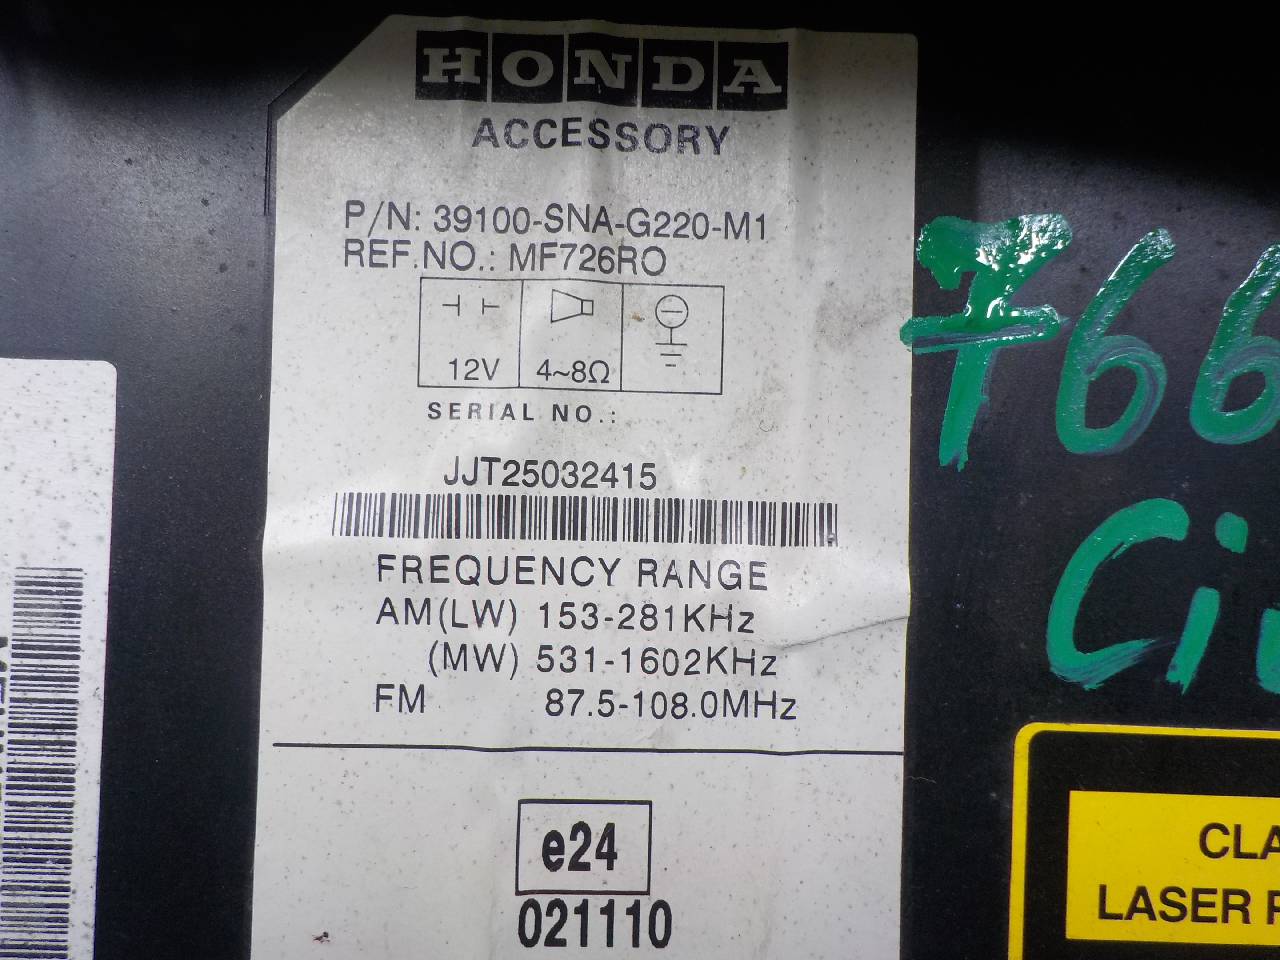 HONDA
ACCESSORY
P/N: 39100-SNA-G220-M1
REF.NO.: MF726RO
12V 4~8Ω
SERIAL NO.:
JJT25032415
FREQUENCY RANGE
AM(LW) 153-281KHz
(MW) 531-1602KHz
FM 87.5-108.0MHz
e24
021110
766
Ci
CLA
LASER P